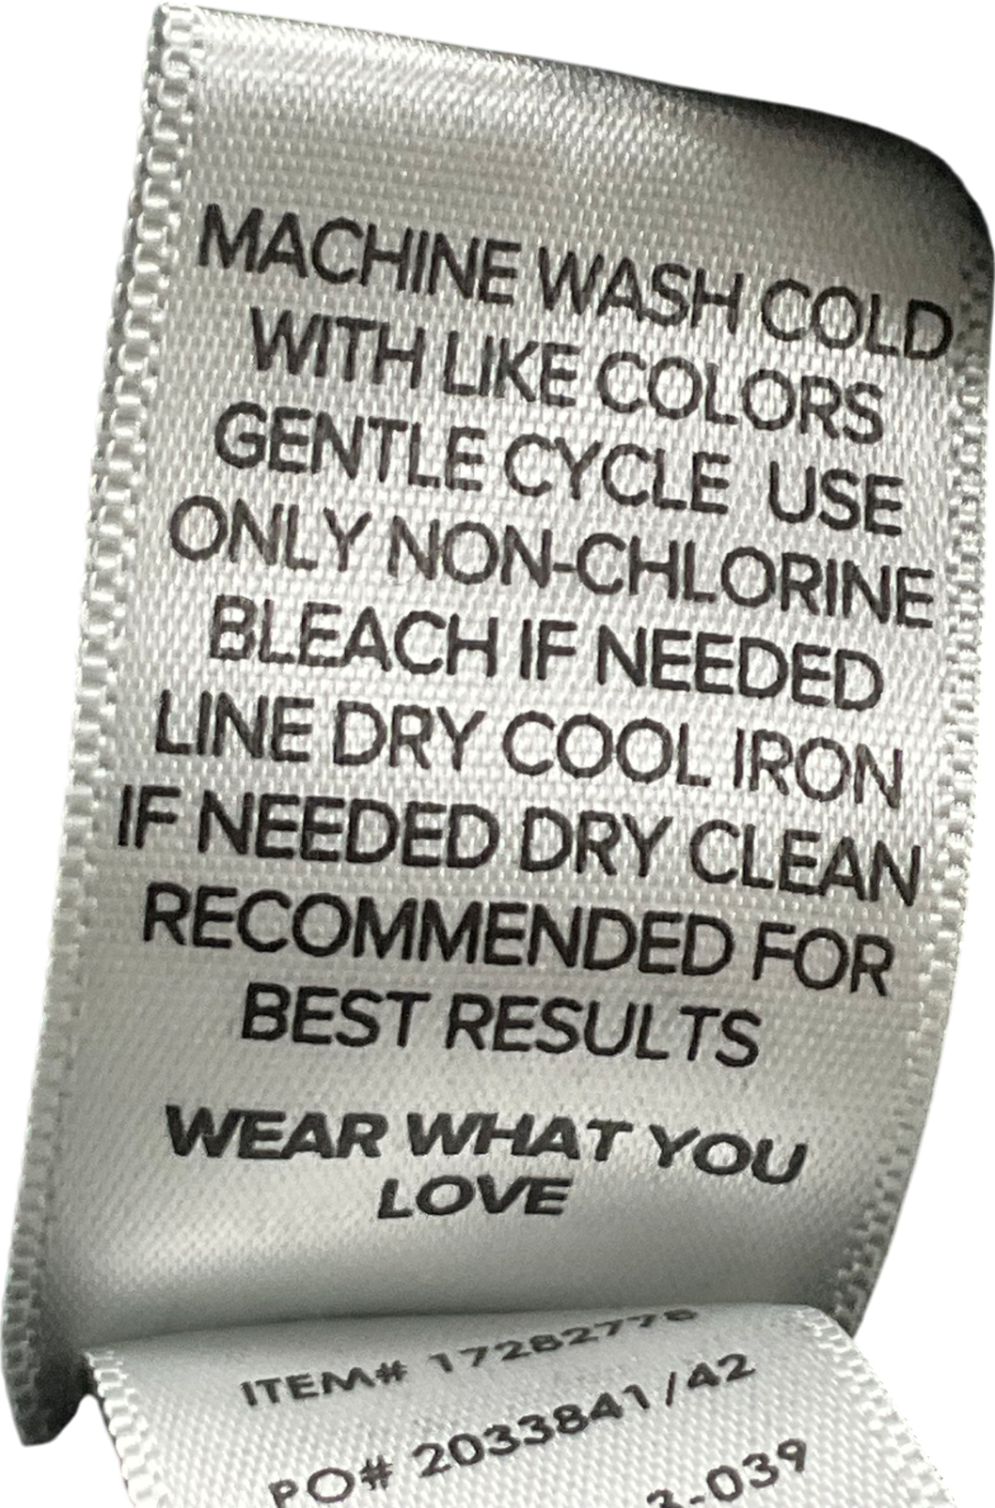 MACHINE WASH COLD
WITH LIKE COLORS
GENTLE CYCLE USE
ONLY NON-CHLORINE
BLEACH IF NEEDED
LINE DRY COOL IRON
IF NEEDED DRY CLEAN
RECOMMENDED FOR
BEST RESULTS
WEAR WHAT YOU
LOVE
ITEM# 17282778
PO# 2033841/42